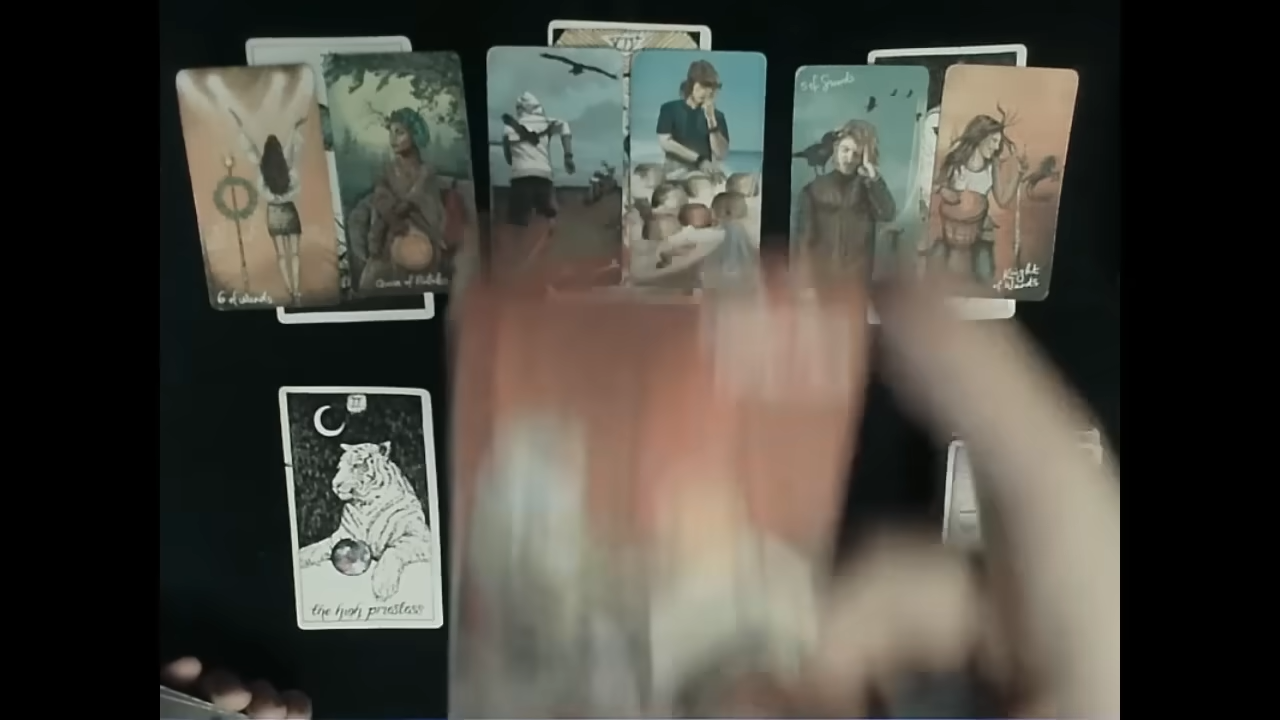 5 of Swords
6 of Wands
Queen of Pentacles
Knight
of Wands
II
the high priestess